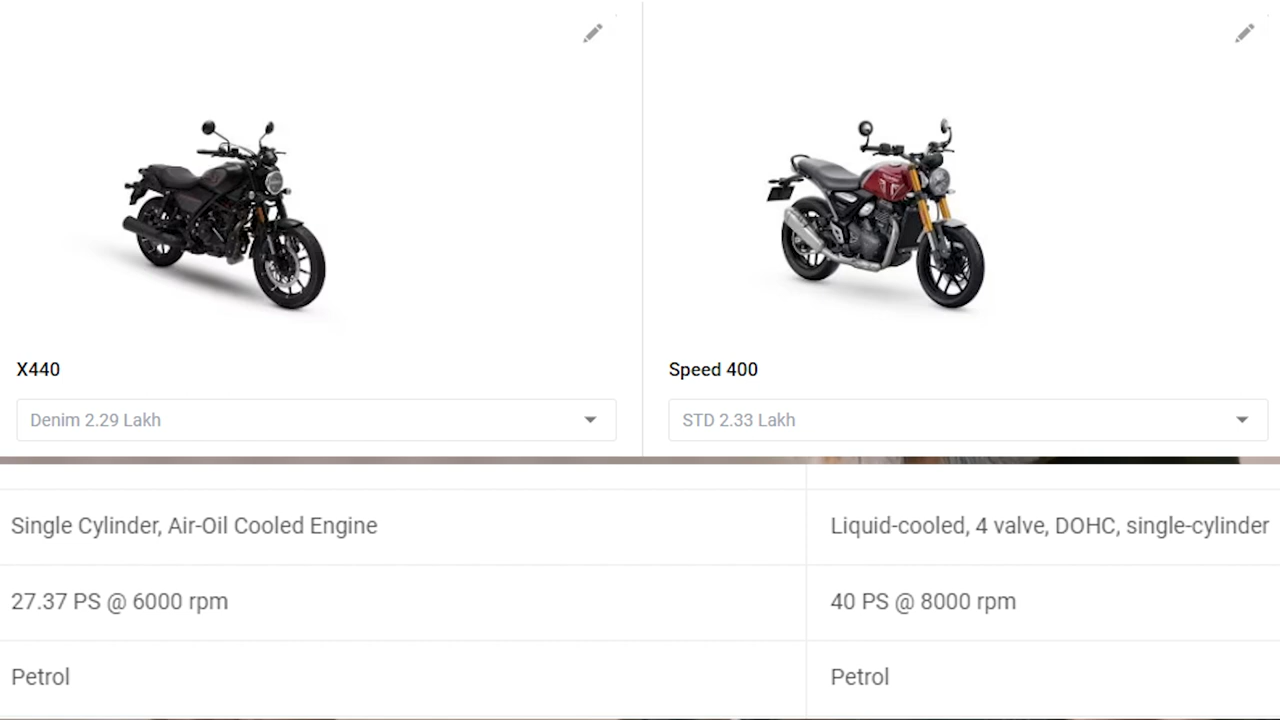 X440
Speed 400
Denim 2.29 Lakh
STD 2.33 Lakh
Single Cylinder, Air-Oil Cooled Engine
Liquid-cooled, 4 valve, DOHC, single-cylinder
27.37 PS @ 6000 rpm
40 PS @ 8000 rpm
Petrol
Petrol